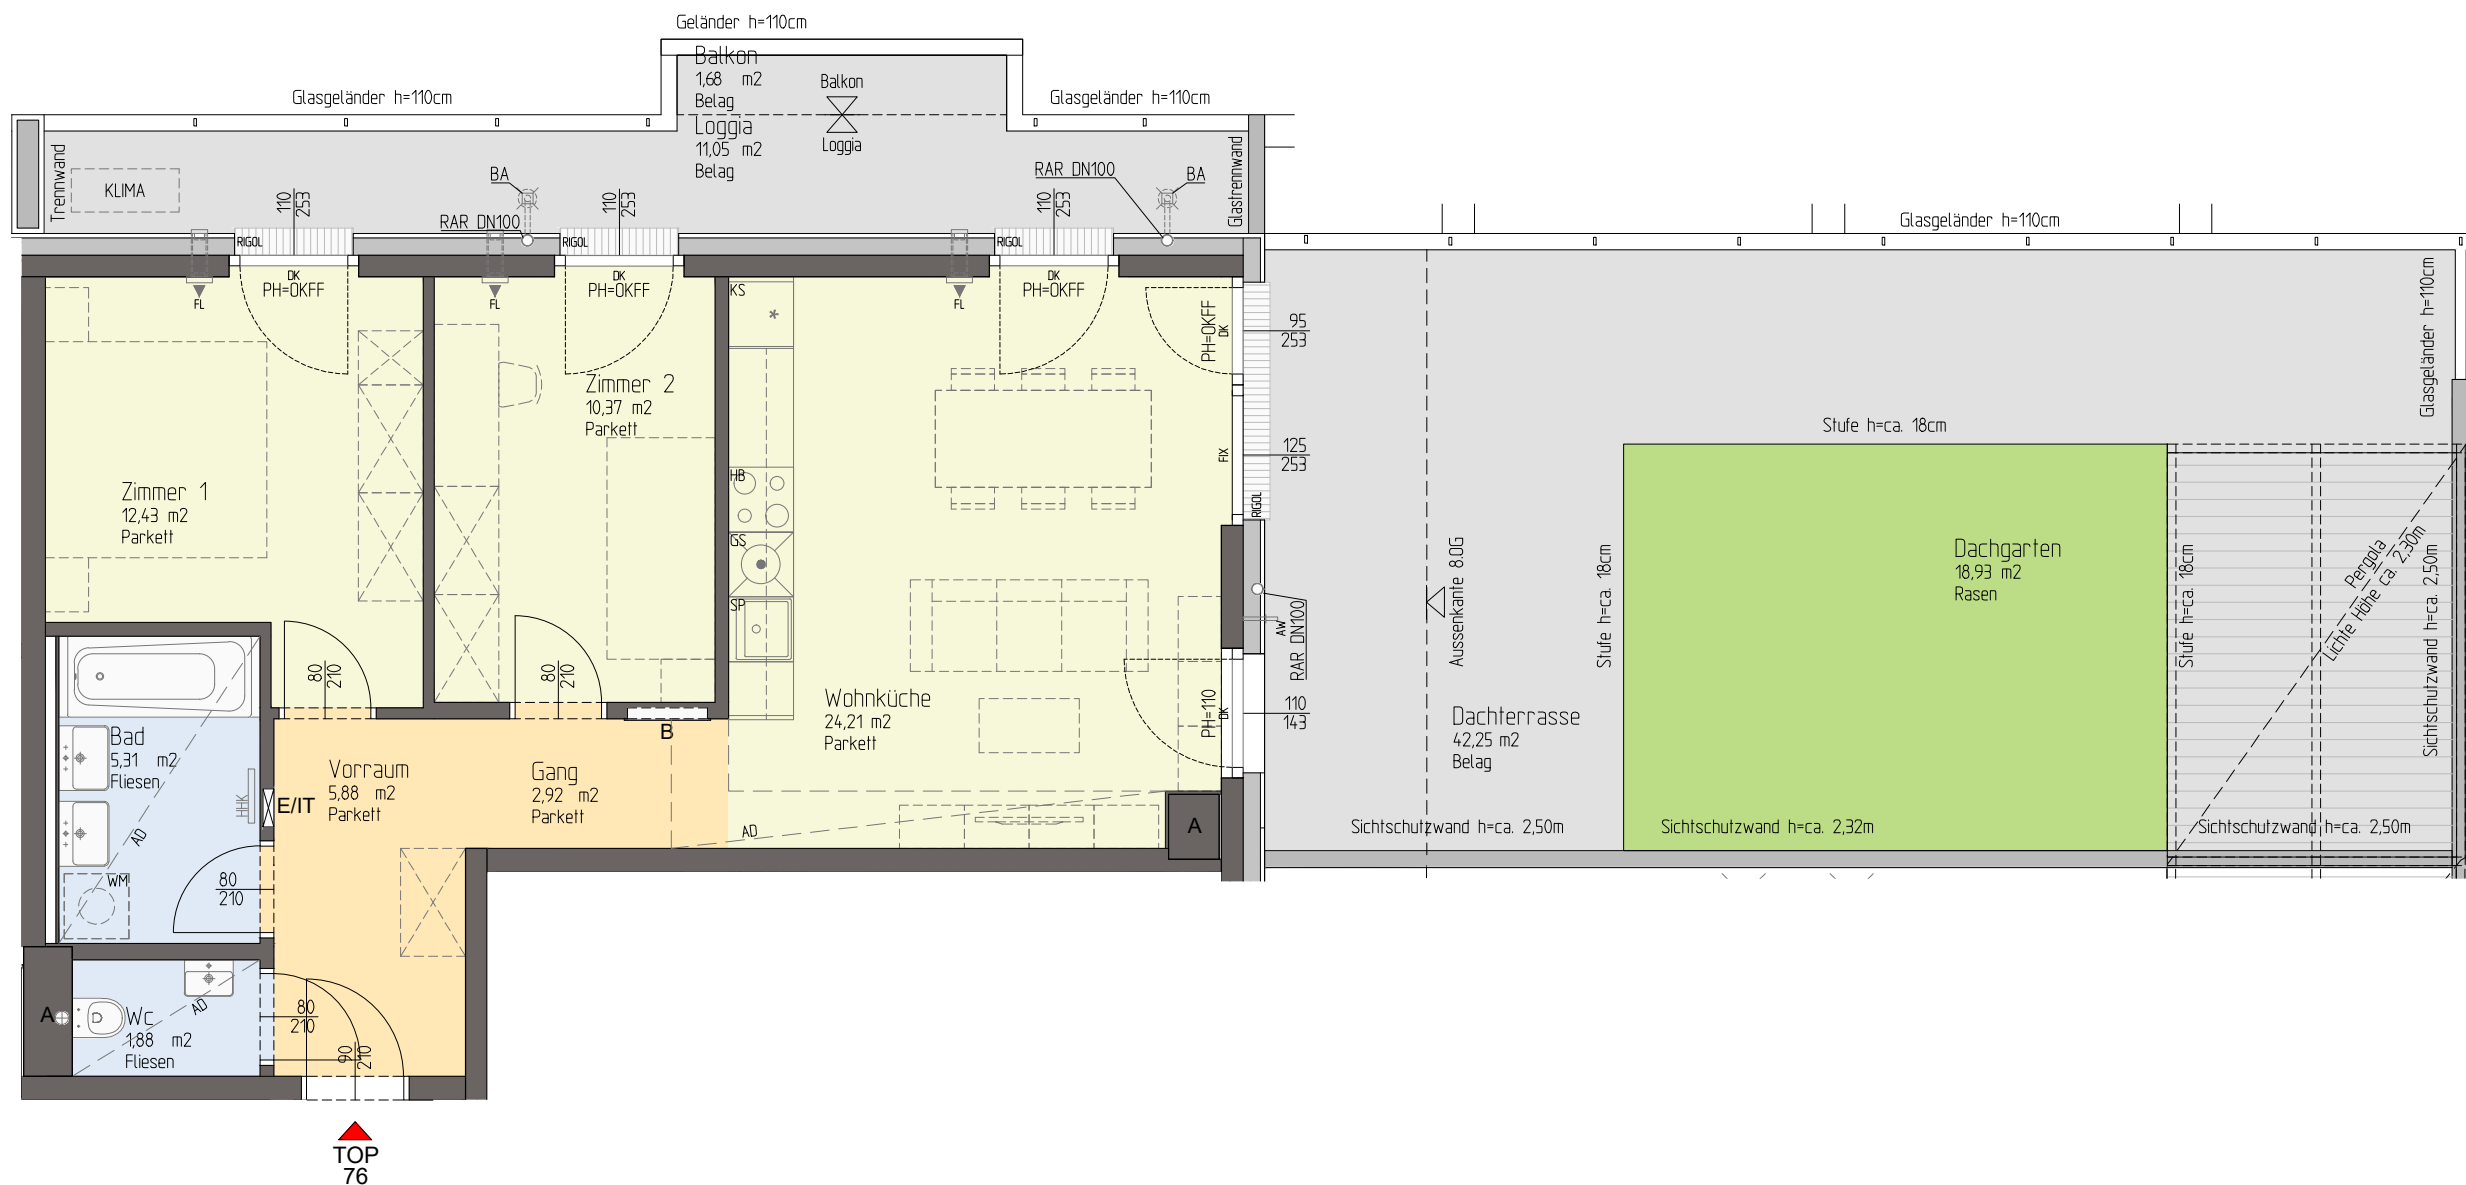 Geländer h=110cm
Balkon
1,68 m2
Belag
Balkon
Glasgeländer h=110cm
Glasgeländer h=110cm
Loggia
11,05 m2
Belag
Loggia
Trennwand
KLIMA
BA
RAR DN100
RAR DN100
BA
Glastrennwand
110
253
110
253
110
253
RIGOL
RIGOL
RIGOL
Glasgeländer h=110cm
FL
DK
PH=OKFF
FL
DK
PH=OKFF
KS
*
FL
DK
PH=OKFF
PH=OKFF
DK
95
253
Glasgeländer h=110cm
Zimmer 2
10,37 m2
Parkett
Stufe h=ca. 18cm
FIX
125
253
RIGOL
Zimmer 1
12,43 m2
Parkett
HB
GS
SP
Aussenkante 8.OG
Stufe h=ca. 18cm
Dachgarten
18,93 m2
Rasen
Stufe h=ca. 18cm
Pergola
Lichte Höhe ca. 2,30m
Sichtschutzwand h=ca. 2,50m
AW
RAR DN100
80
210
80
210
Wohnküche
24,21 m2
Parkett
PH=110
DK
110
143
Dachterrasse
42,25 m2
Belag
B
Bad
5,31 m2
Fliesen
HHK
E/IT
Vorraum
5,88 m2
Parkett
Gang
2,92 m2
Parkett
AD
AD
A
Sichtschutzwand h=ca. 2,50m
Sichtschutzwand h=ca. 2,32m
Sichtschutzwand h=ca. 2,50m
WM
80
210
A
Wc
1,88 m2
Fliesen
AD
80
210
90
210
TOP
76